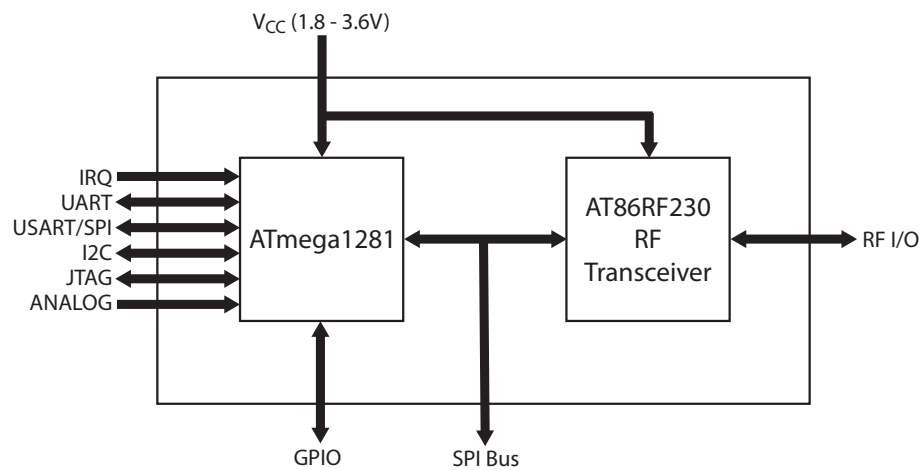 V_CC (1.8 - 3.6V)
IRQ
UART
USART/SPI
I2C
JTAG
ANALOG
ATmega1281
AT86RF230
RF
Transceiver
RF I/O
GPIO
SPI Bus